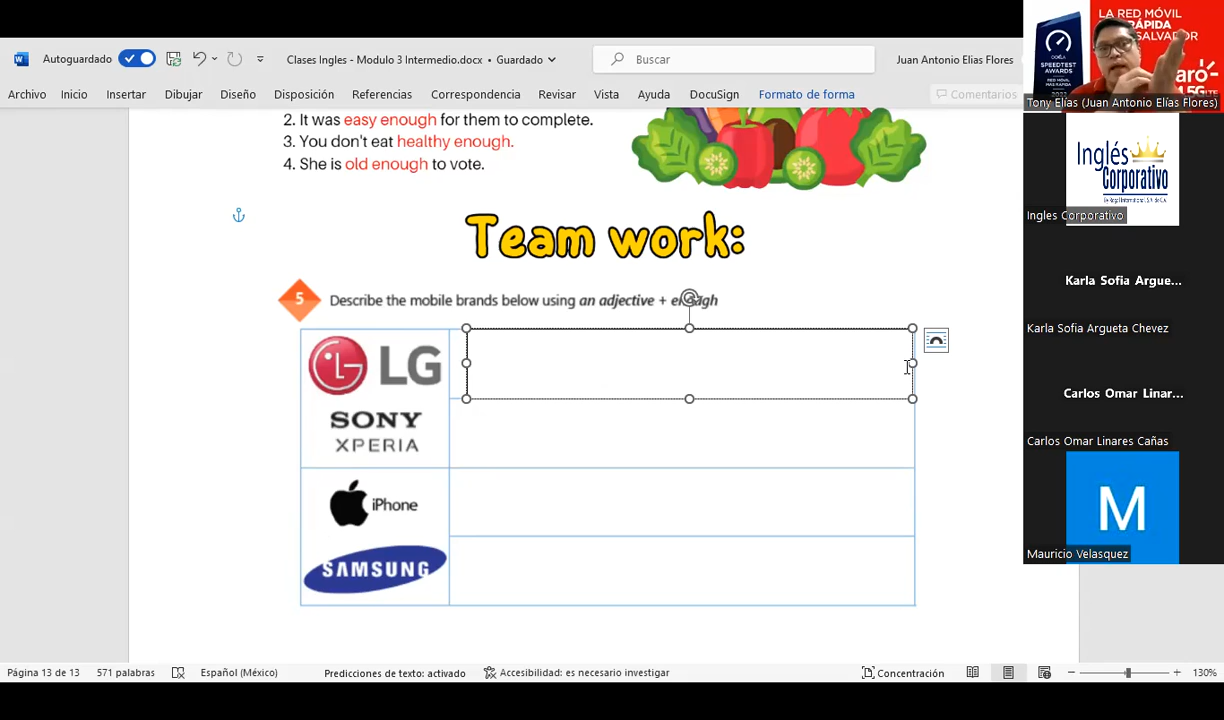 Autoguardado
Clases Ingles - Modulo 3 Intermedio.docx • Guardado
Buscar
Juan Antonio Elias Flores
Archivo Inicio Insertar Dibujar Diseño Disposición Referencias Correspondencia Revisar Vista Ayuda DocuSign Formato de forma Comentarios
2. It was easy enough for them to complete.
3. You don't eat healthy enough.
4. She is old enough to vote.
Team work:
5 Describe the mobile brands below using an adjective + enough
LG
SONY
XPERIA
iPhone
SAMSUNG
Página 13 de 13 571 palabras Español (México) Predicciones de texto: activado Accesibilidad: es necesario investigar Concentración 130%
LA RED MÓVIL
SPEEDTEST
AWARDS
Tony Elías (Juan Antonio Elías Flores)
Inglés
Corporativo
Ingles Corporativo
Karla Sofia Argue...
Karla Sofia Argueta Chevez
Carlos Omar Linar...
Carlos Omar Linares Cañas
M
Mauricio Velasquez